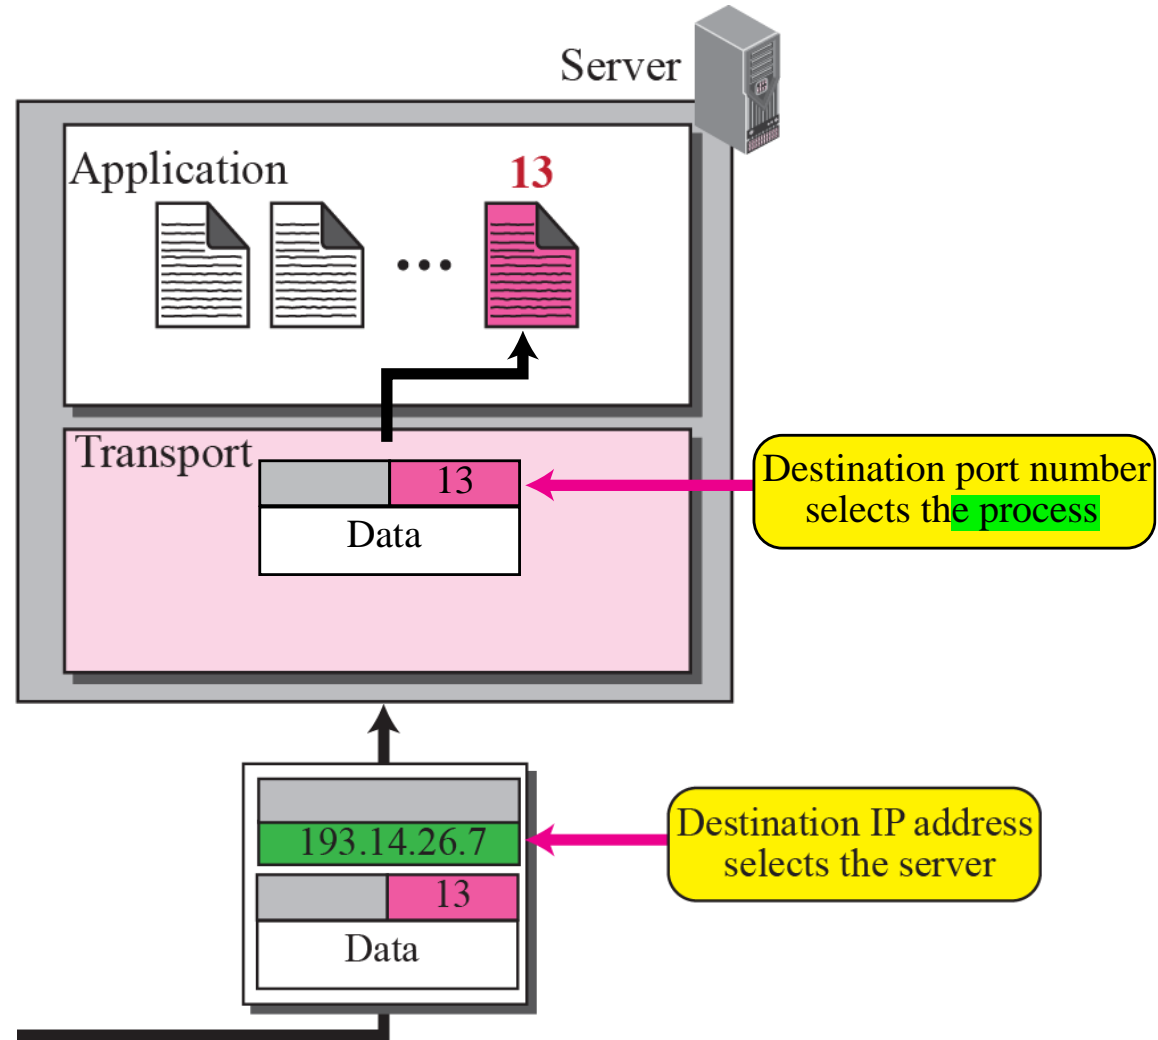 Server
Application
13
Transport
13
Data
Destination port number
selects the process
193.14.26.7
13
Data
Destination IP address
selects the server